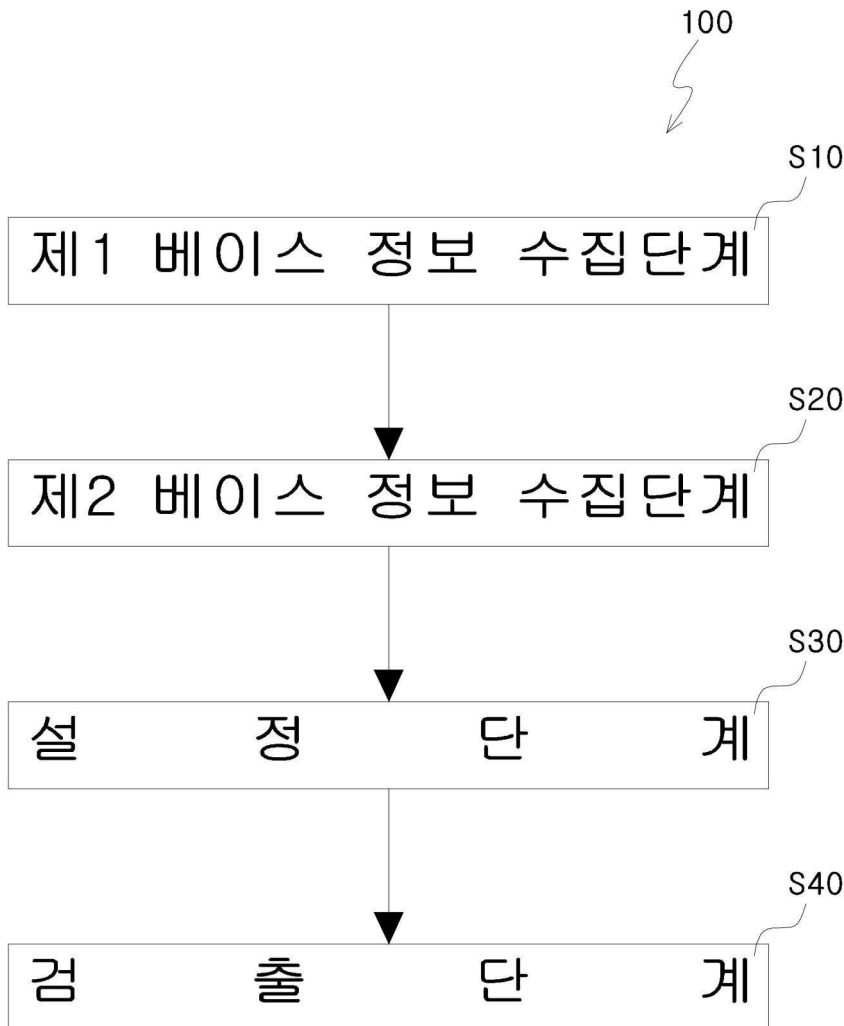 100
S10
제1 베이스 정보 수집단계
S20
제2 베이스 정보 수집단계
S30
설 정 단 계
S40
검 출 단 계